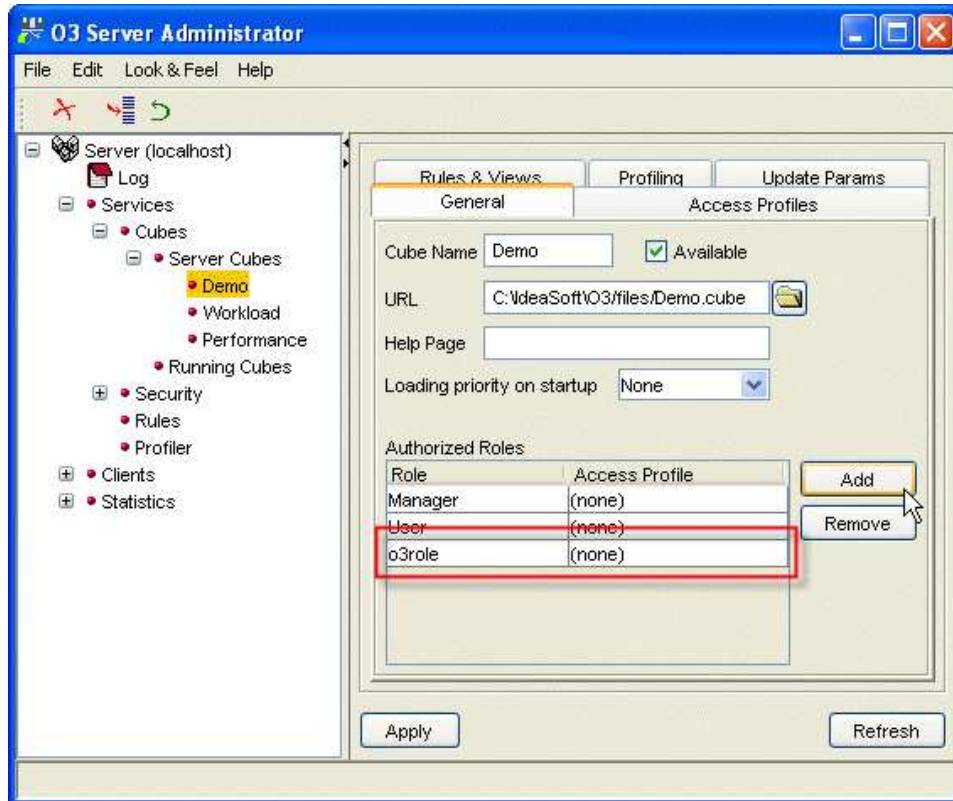 O3 Server Administrator
File Edit Look & Feel Help
Server (localhost)
Log
Services
Cubes
Server Cubes
Demo
Workload
Performance
Running Cubes
Security
Rules
Profiler
Clients
Statistics
Rules & Views Profiling Update Params
General Access Profiles
Cube Name Demo Available
URL C:\IdeaSoft\O3/files/Demo.cube
Help Page
Loading priority on startup None
Authorized Roles
Role Access Profile
Manager (none)
User (none)
o3role (none)
Add
Remove
Apply Refresh